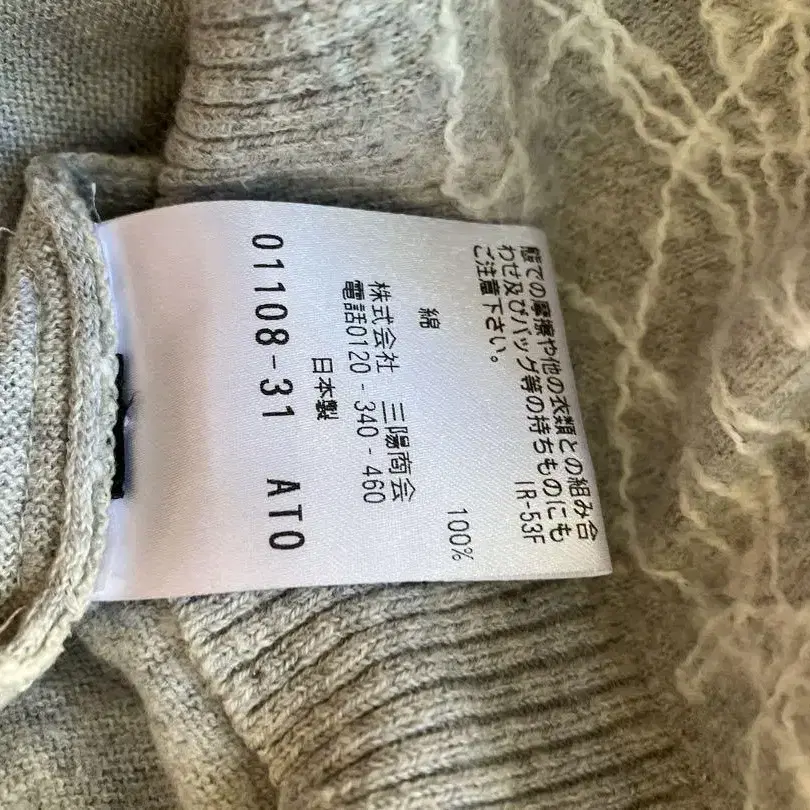 態での摩擦や他の衣類との組み合
わせ及びバッグ等の持ちものにも
ご注意下さい。 IR-53F
綿 100%
株式会社 三陽商会
電話0120-340-460
日本製
01108-31 ATO